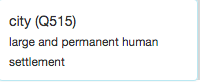 city (Q515)
large and permanent human
settlement